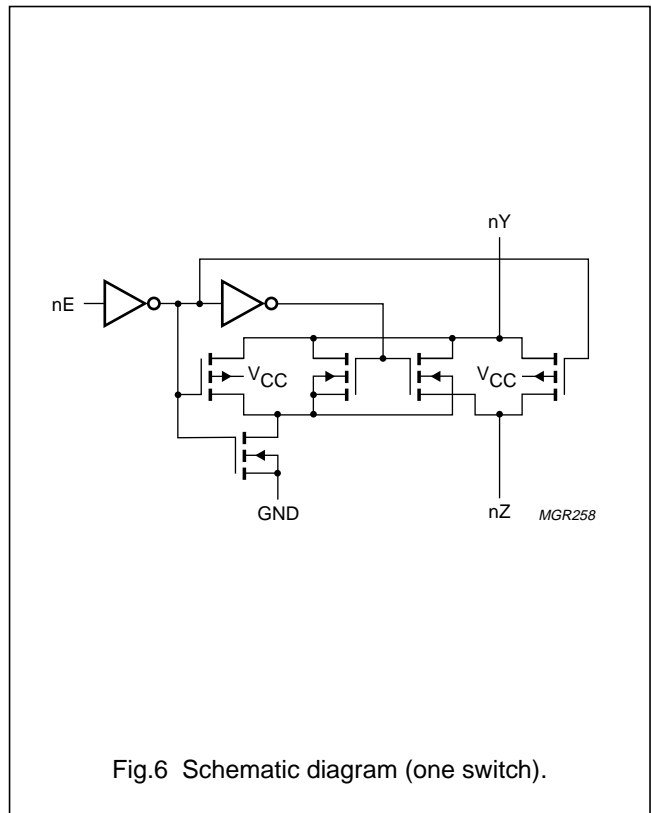 nY
nE
VCC
VCC
GND
nZ
MGR258
Fig.6 Schematic diagram (one switch).